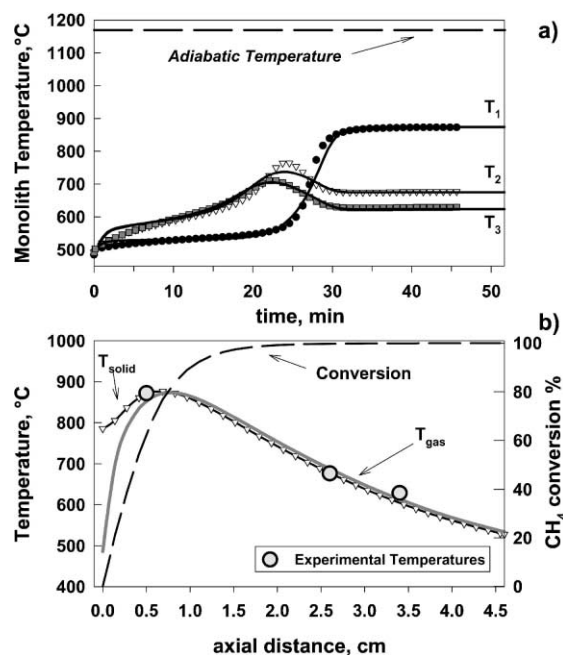 1200
a)
1100
Adiabatic Temperature
1000
T1
900
800
T2
700
600
T3
500
Monolith Temperature,°C
0 10 20 30 40 50
time, min
b)
1000 100
Tsolid
Conversion
900
80
800
60
700
Tgas
40
600
20
500
Experimental Temperatures
400 0
Temperature, °C
CH4 conversion %
0.0 0.5 1.0 1.5 2.0 2.5 3.0 3.5 4.0 4.5
axial distance, cm